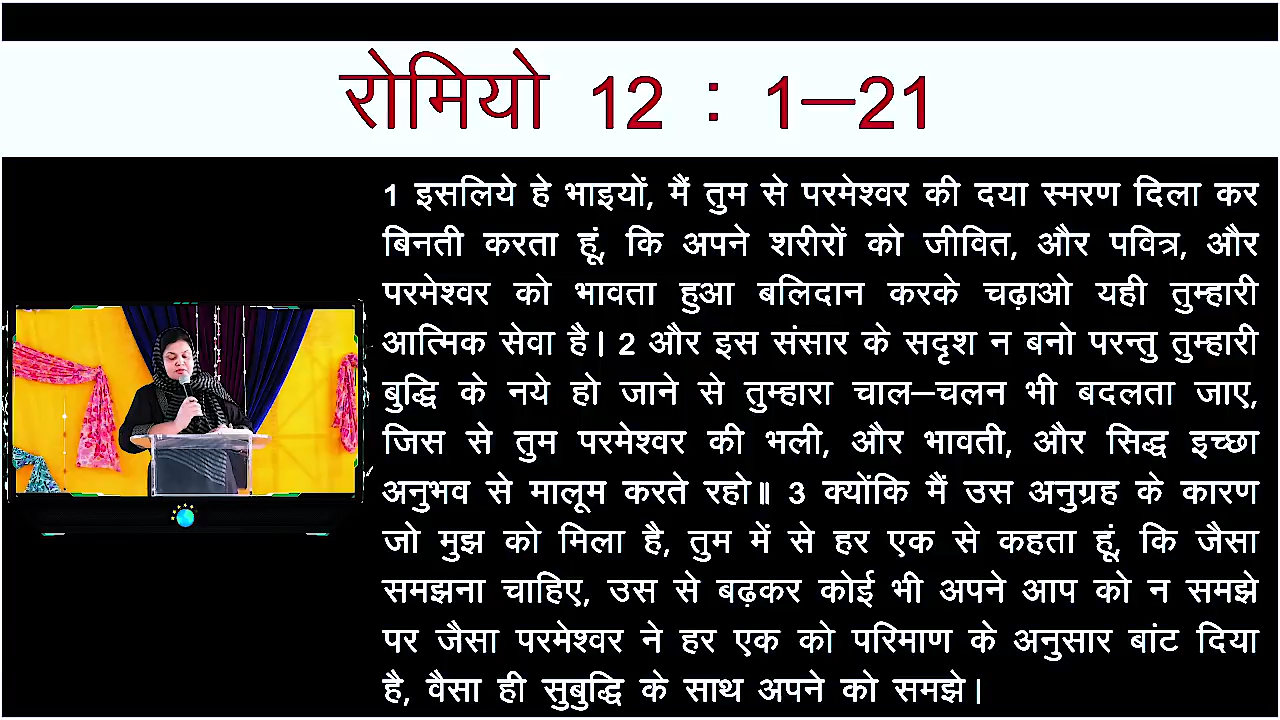 रोमियो 12 : 1–21
1 इसलिये हे भाइयों, मैं तुम से परमेश्वर की दया स्मरण दिला कर
बिनती करता हूं, कि अपने शरीरों को जीवित, और पवित्र, और
परमेश्वर को भावता हुआ बलिदान करके चढ़ाओ यही तुम्हारी
आत्मिक सेवा है। 2 और इस संसार के सदृश न बनो परन्तु तुम्हारी
बुद्धि के नये हो जाने से तुम्हारा चाल–चलन भी बदलता जाए,
जिस से तुम परमेश्वर की भली, और भावती, और सिद्ध इच्छा
अनुभव से मालूम करते रहो॥ 3 क्योंकि मैं उस अनुग्रह के कारण
जो मुझ को मिला है, तुम में से हर एक से कहता हूं, कि जैसा
समझना चाहिए, उस से बढ़कर कोई भी अपने आप को न समझे
पर जैसा परमेश्वर ने हर एक को परिमाण के अनुसार बांट दिया
है, वैसा ही सुबुद्धि के साथ अपने को समझे।